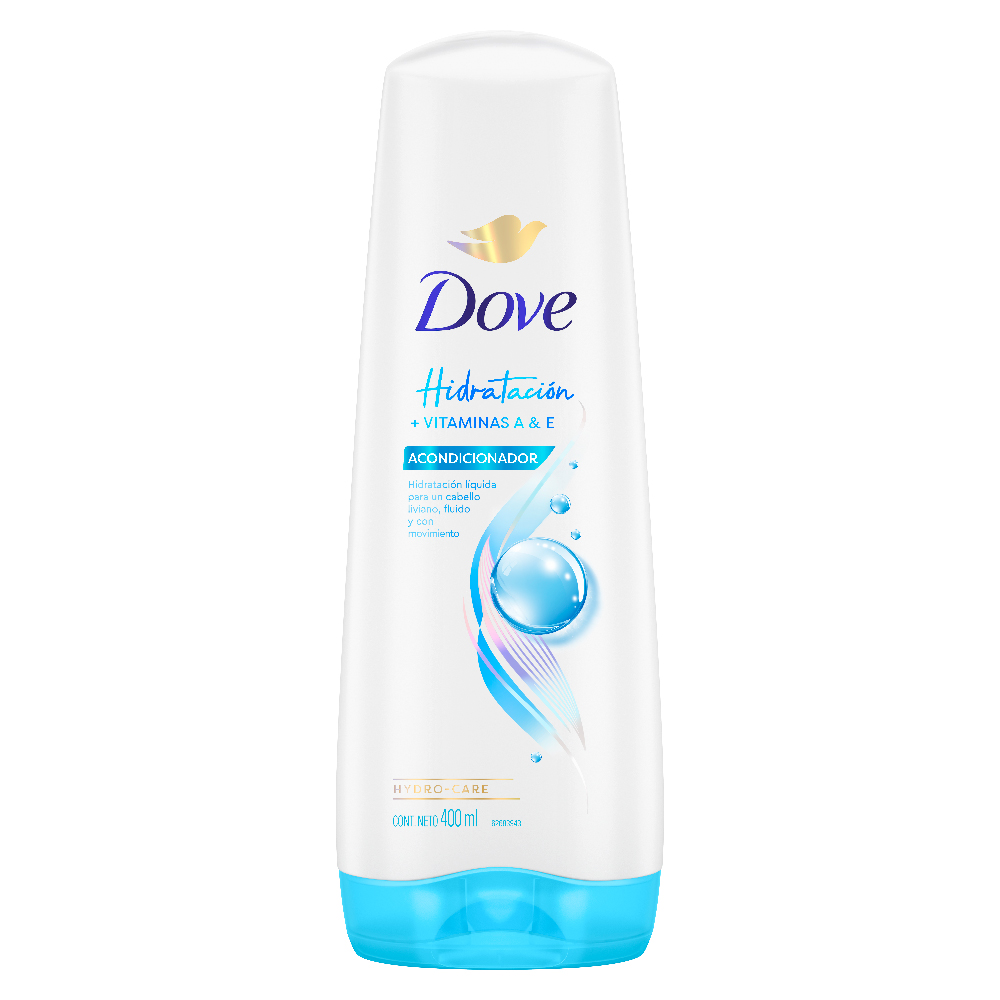 Dove
Hidratación
+ VITAMINAS A & E
ACONDICIONADOR
Hidratación líquida
para un cabello
liviano, fluido
y con
movimiento
HYDRO-CARE
CONT. NETO 400 ml